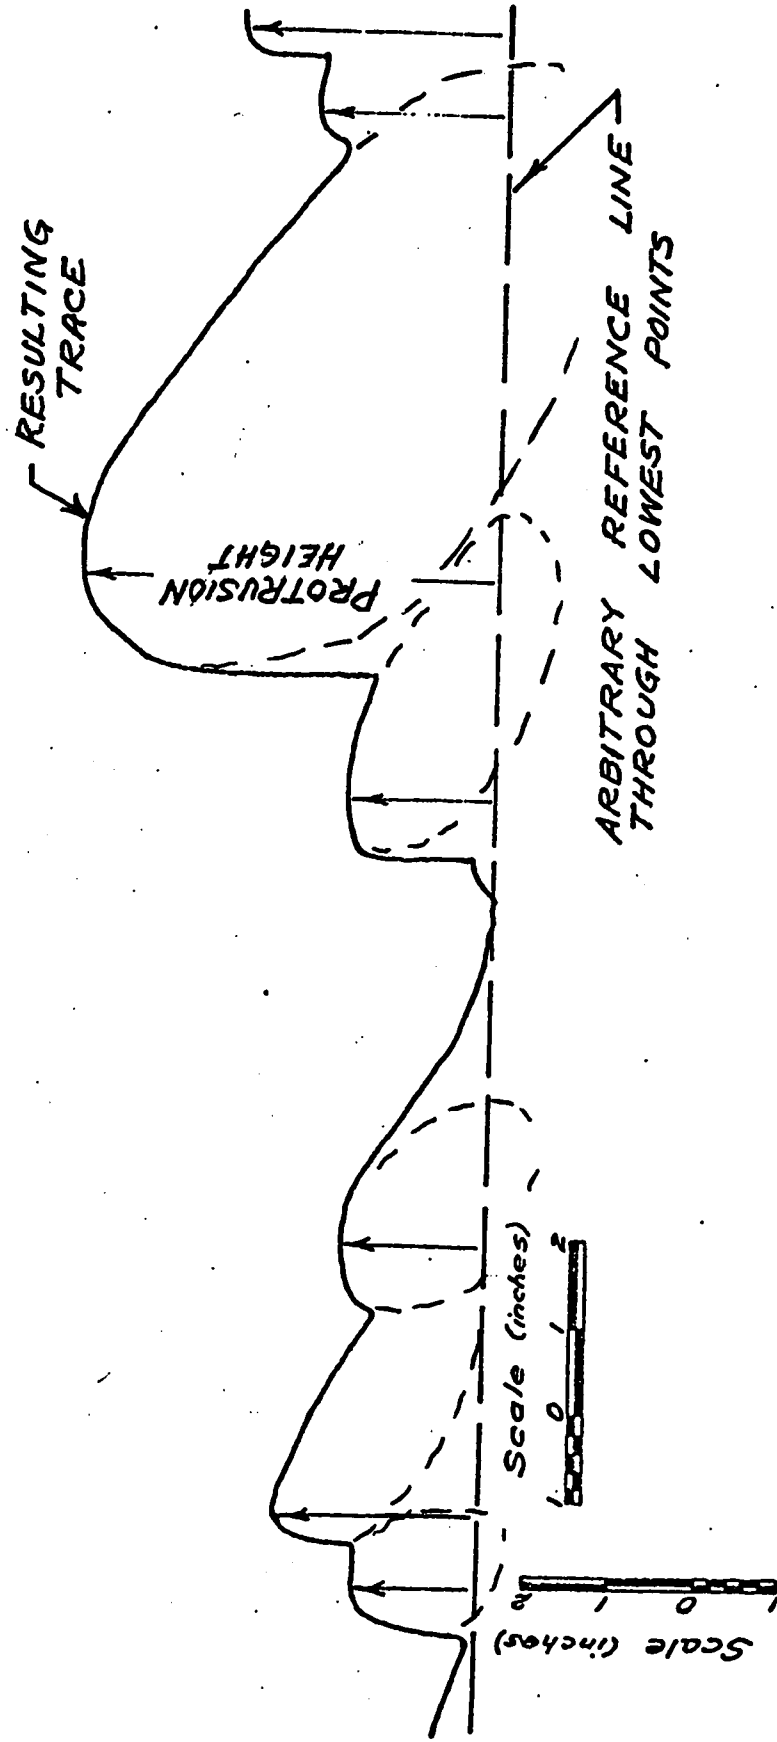 RESULTING
TRACE
PROTRUSION
HEIGHT
ARBITRARY REFERENCE LINE
THROUGH LOWEST POINTS
Scale (inches)
1 0 1 2
Scale (inches)
2 1 0 1